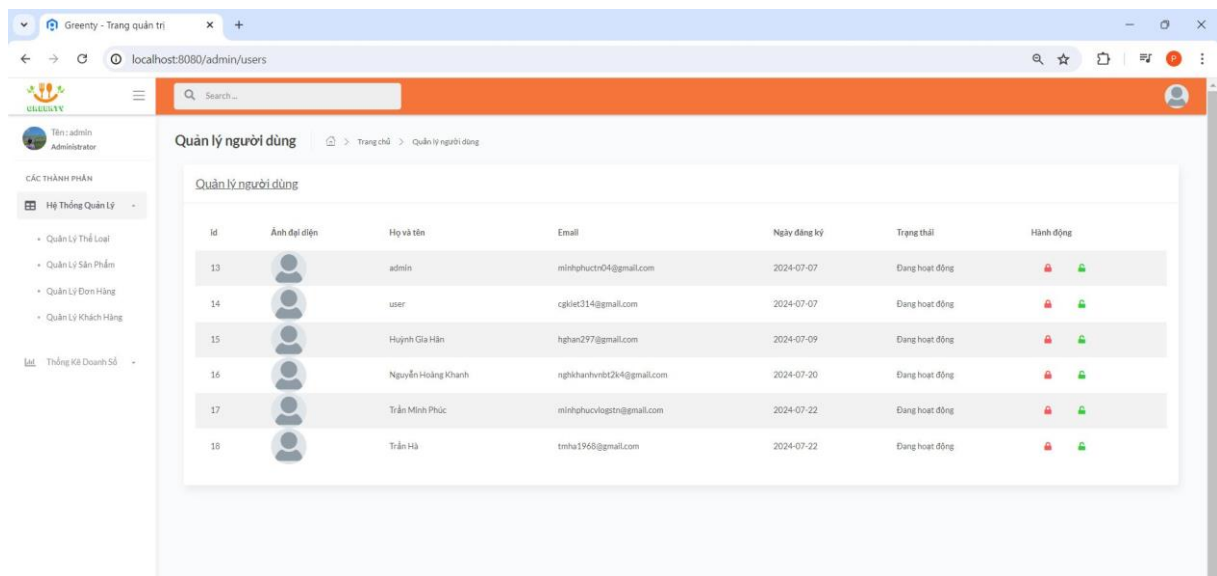 Greenty - Trang quản trị
localhost:8080/admin/users
P
GREENTY
Search...
Tên : admin
Administrator
Quản lý người dùng > Trang chủ > Quản lý người dùng
CÁC THÀNH PHẦN
Hệ Thống Quản Lý
Quản Lý Thể Loại
Quản Lý Sản Phẩm
Quản Lý Đơn Hàng
Quản Lý Khách Hàng
Thống Kê Doanh Số
Quản lý người dùng
Id Ảnh đại diện Họ và tên Email Ngày đăng ký Trạng thái Hành động
13 admin minhphuctn04@gmail.com 2024-07-07 Đang hoạt động
14 user cgkiet314@gmail.com 2024-07-07 Đang hoạt động
15 Huỳnh Gia Hân hghan297@gmail.com 2024-07-09 Đang hoạt động
16 Nguyễn Hoàng Khanh nghkhanhvnbt2k4@gmail.com 2024-07-20 Đang hoạt động
17 Trần Minh Phúc minhphucvlogstn@gmail.com 2024-07-22 Đang hoạt động
18 Trần Hà tmha1968@gmail.com 2024-07-22 Đang hoạt động